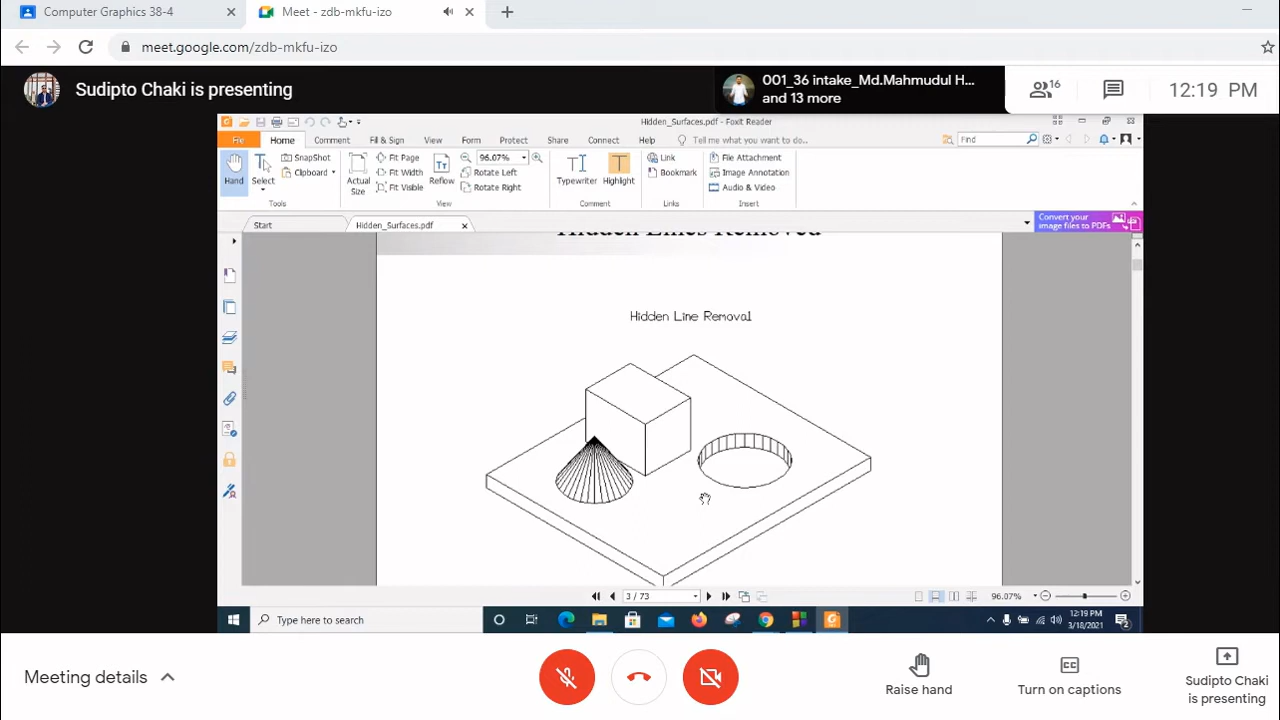 Computer Graphics 38-4
Meet - zdb-mkfu-izo
meet.google.com/zdb-mkfu-izo
Sudipto Chaki is presenting
001_36 intake_Md.Mahmudul H...
and 13 more
16
12:19 PM
Hidden_Surfaces.pdf - Foxit Reader
File Home Comment Fill & Sign View Form Protect Share Connect Help Tell me what you want to do.. Find
Hand
Select
SnapShot
Clipboard
Tools
Actual Size
Fit Page
Fit Width
Fit Visible
Reflow
96.07%
Rotate Left
Rotate Right
View
Typewriter
Highlight
Comment
Link
Bookmark
Links
File Attachment
Image Annotation
Audio & Video
Insert
Start
Hidden_Surfaces.pdf
Convert your
image files to PDFs
Hidden Lines Removed
Hidden Line Removal
3 / 73
96.07%
Type here to search
12:19 PM
3/18/2021
2
Meeting details
Raise hand
Turn on captions
Sudipto Chaki
is presenting